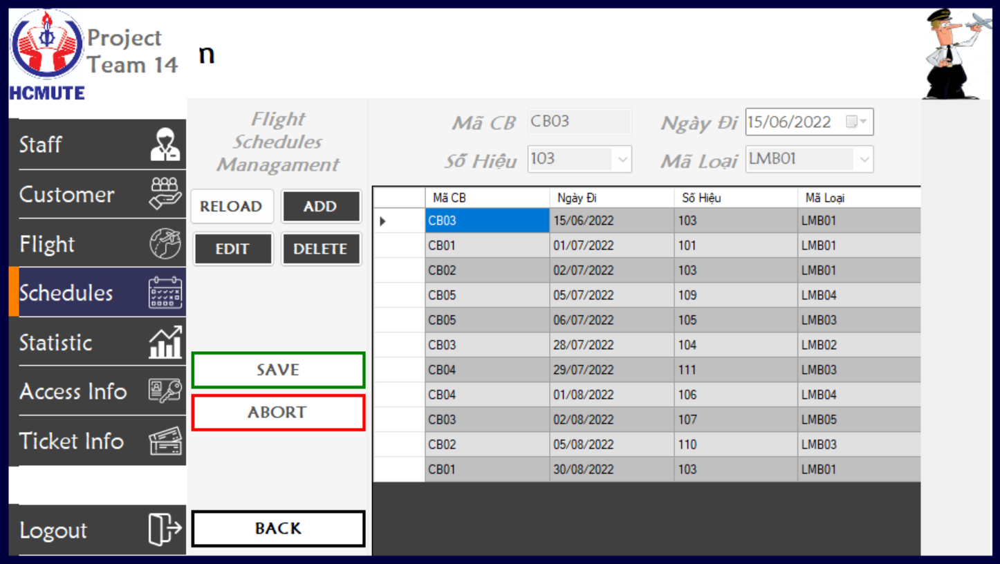 Project
Team 14
n
HCMUTE
Staff
Customer
Flight
Schedules
Statistic
Access Info
Ticket Info
Logout
Flight
Schedules
Managament
RELOAD ADD
EDIT DELETE
SAVE
ABORT
BACK
Mã CB CB03 Ngày Đi 15/06/2022
Số Hiệu 103 Mã Loại LMB01
Mã CB Ngày Đi Số Hiệu Mã Loại
CB03 15/06/2022 103 LMB01
CB01 01/07/2022 101 LMB01
CB02 02/07/2022 103 LMB01
CB05 05/07/2022 109 LMB04
CB05 06/07/2022 105 LMB03
CB03 28/07/2022 104 LMB02
CB04 29/07/2022 111 LMB03
CB04 01/08/2022 106 LMB04
CB03 02/08/2022 107 LMB05
CB02 05/08/2022 110 LMB03
CB01 30/08/2022 103 LMB01